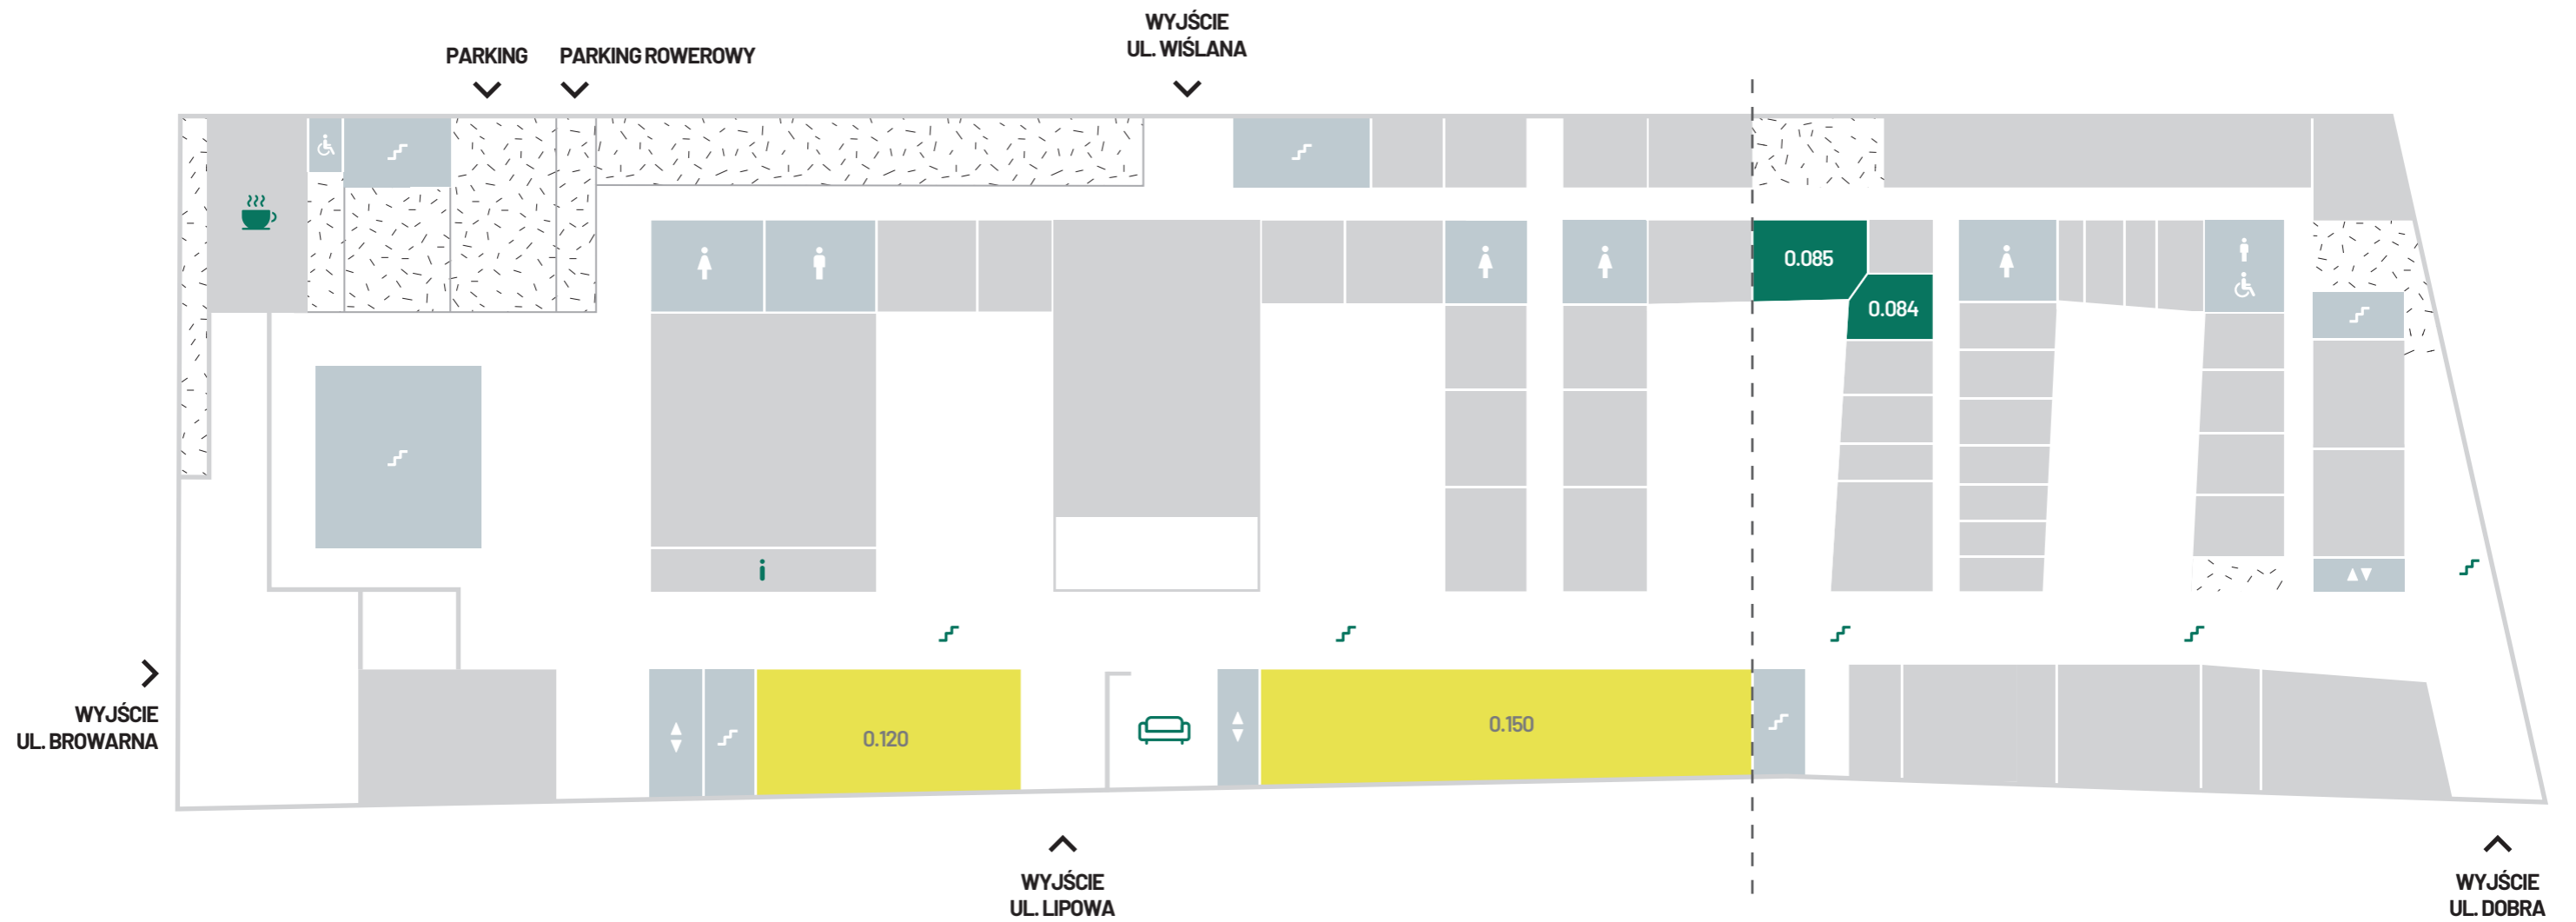 WYJŚCIE
UL. WIŚLANA
PARKING
PARKING ROWEROWY
0.085
0.084
WYJŚCIE
UL. BROWARNA
0.120
0.150
WYJŚCIE
UL. LIPOWA
WYJŚCIE
UL. DOBRA